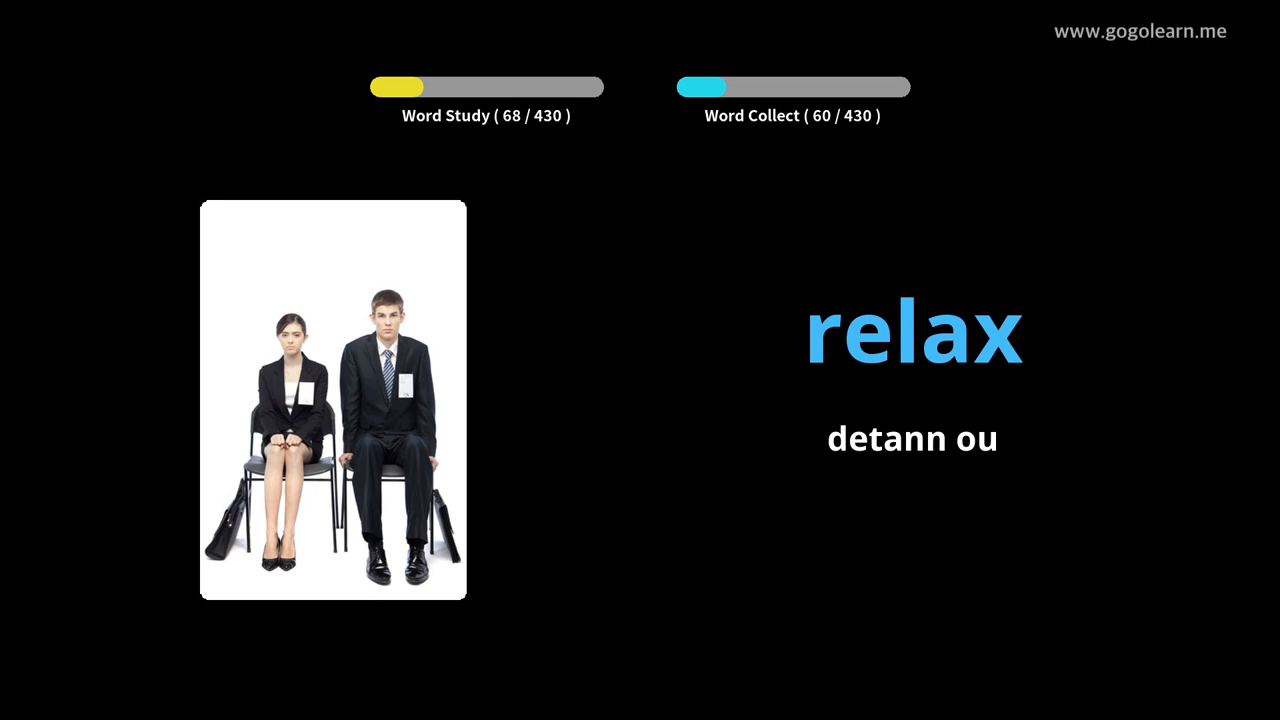 www.gogolearn.me
Word Study ( 68 / 430 )
Word Collect ( 60 / 430 )
relax
detann ou